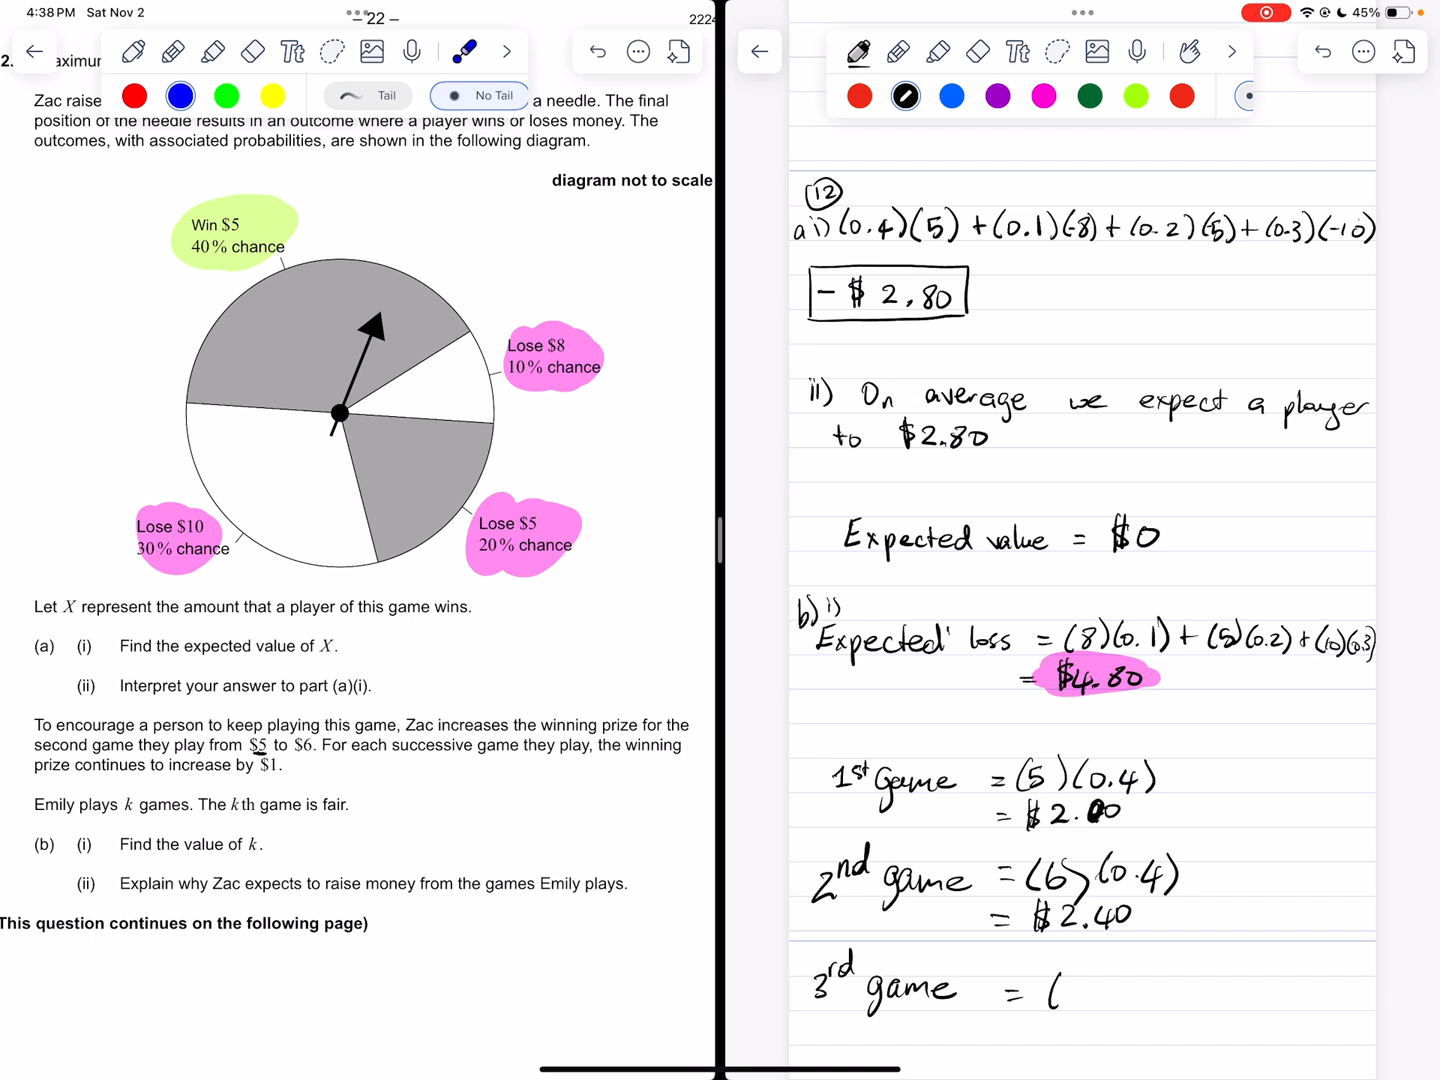 4:38 PM Sat Nov 2
– 22 –
2224
45%
Tt
Tt
Tail
No Tail
2.
aximur
Zac raise
a needle. The final
position of the needle results in an outcome where a player wins or loses money. The
outcomes, with associated probabilities, are shown in the following diagram.
diagram not to scale
Win $5
40% chance
Lose $8
10% chance
Lose $10
30% chance
Lose $5
20% chance
Let X represent the amount that a player of this game wins.
(a) (i) Find the expected value of X.
(ii) Interpret your answer to part (a)(i).
To encourage a person to keep playing this game, Zac increases the winning prize for the
second game they play from $5 to $6. For each successive game they play, the winning
prize continues to increase by $1.
Emily plays k games. The kth game is fair.
(b) (i) Find the value of k.
(ii) Explain why Zac expects to raise money from the games Emily plays.
This question continues on the following page)
12
a i) (0.4)(5) + (0.1)(-8) + (0.2)(-5) + (0.3)(-10)
- $ 2.80
ii) On average we expect a player
to $2.80
Expected value = $0
b) i)
Expected loss = (8)(0.1) + (5)(0.2) + (10)(0.3)
= $4.80
1st Game = (5)(0.4)
= $2.00
2nd game = (6)(0.4)
= $2.40
3rd game = (